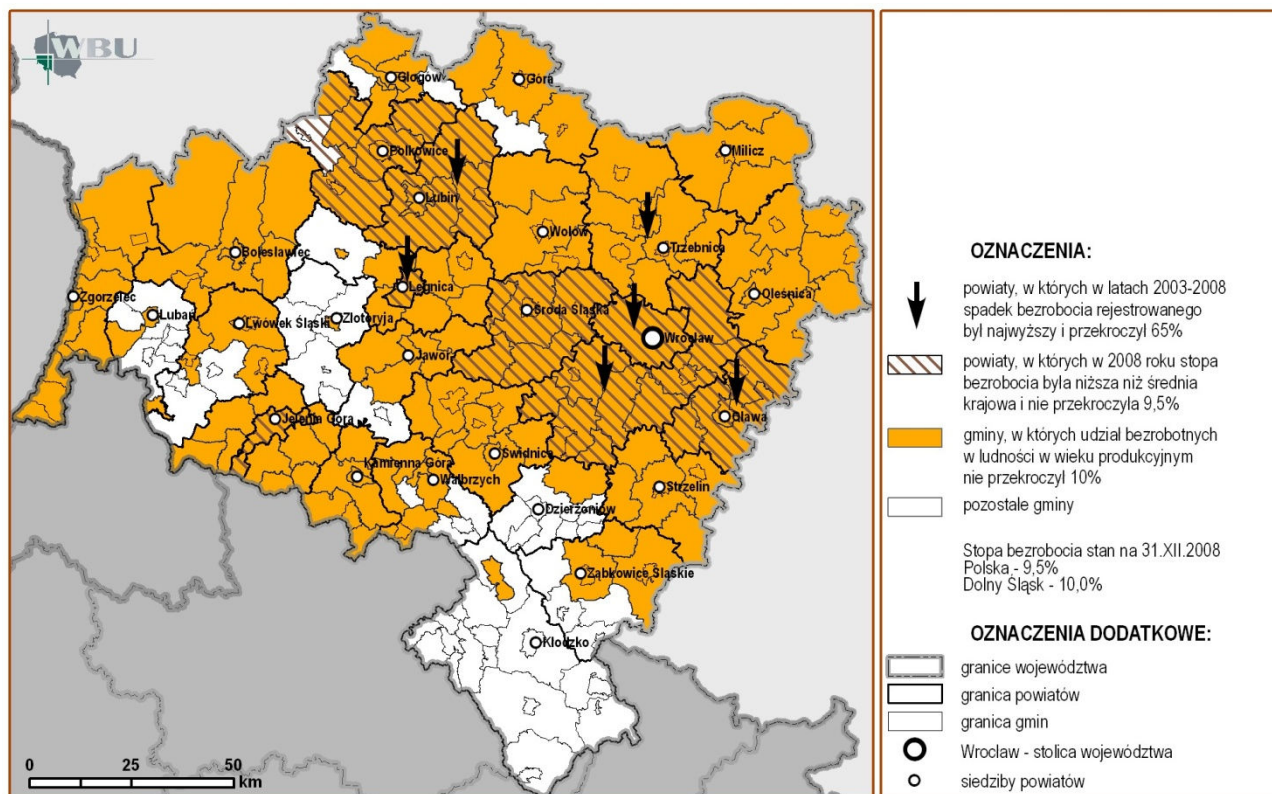 WBU
Głogów
Góra
Polkowice
Milicz
Lubin
Wołów
Trzebnica
Bolesławiec
Legnica
Oleśnica
Zgorzelec
Lubań
Lwówek Śląski
Złotoryja
Środa Śląska
Wrocław
Jawor
Jelenia Góra
Oława
Świdnica
Kamienna Góra
Wałbrzych
Strzelin
Dzierżoniów
Ząbkowice Śląskie
Kłodzko
0 25 50
km
OZNACZENIA:
powiaty, w których w latach 2003-2008
spadek bezrobocia rejestrowanego
był najwyższy i przekroczył 65%
powiaty, w których w 2008 roku stopa
bezrobocia była niższa niż średnia
krajowa i nie przekroczyła 9,5%
gminy, w których udział bezrobotnych
w ludności w wieku produkcyjnym
nie przekroczył 10%
pozostałe gminy
Stopa bezrobocia stan na 31.XII.2008
Polska - 9,5%
Dolny Śląsk - 10,0%
OZNACZENIA DODATKOWE:
granice województwa
granica powiatów
granica gmin
Wrocław - stolica województwa
siedziby powiatów